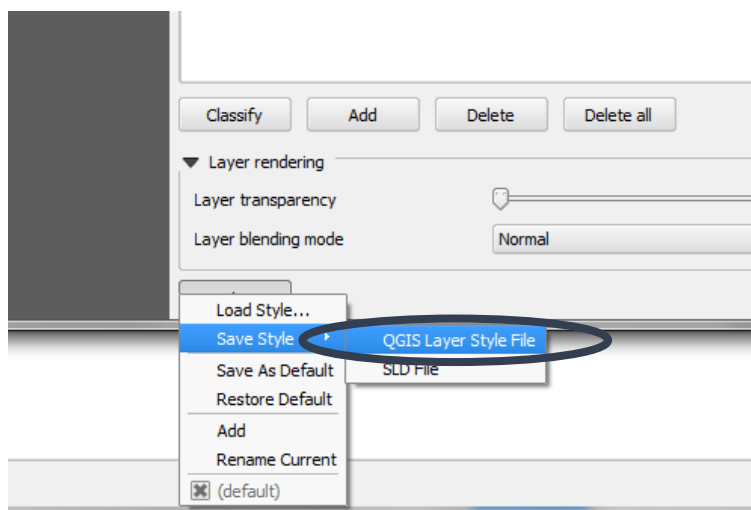 Classify Add Delete Delete all
Layer rendering
Layer transparency
Layer blending mode Normal
Load Style...
Save Style QGIS Layer Style File
Save As Default SLD File
Restore Default
Add
Rename Current
(default)